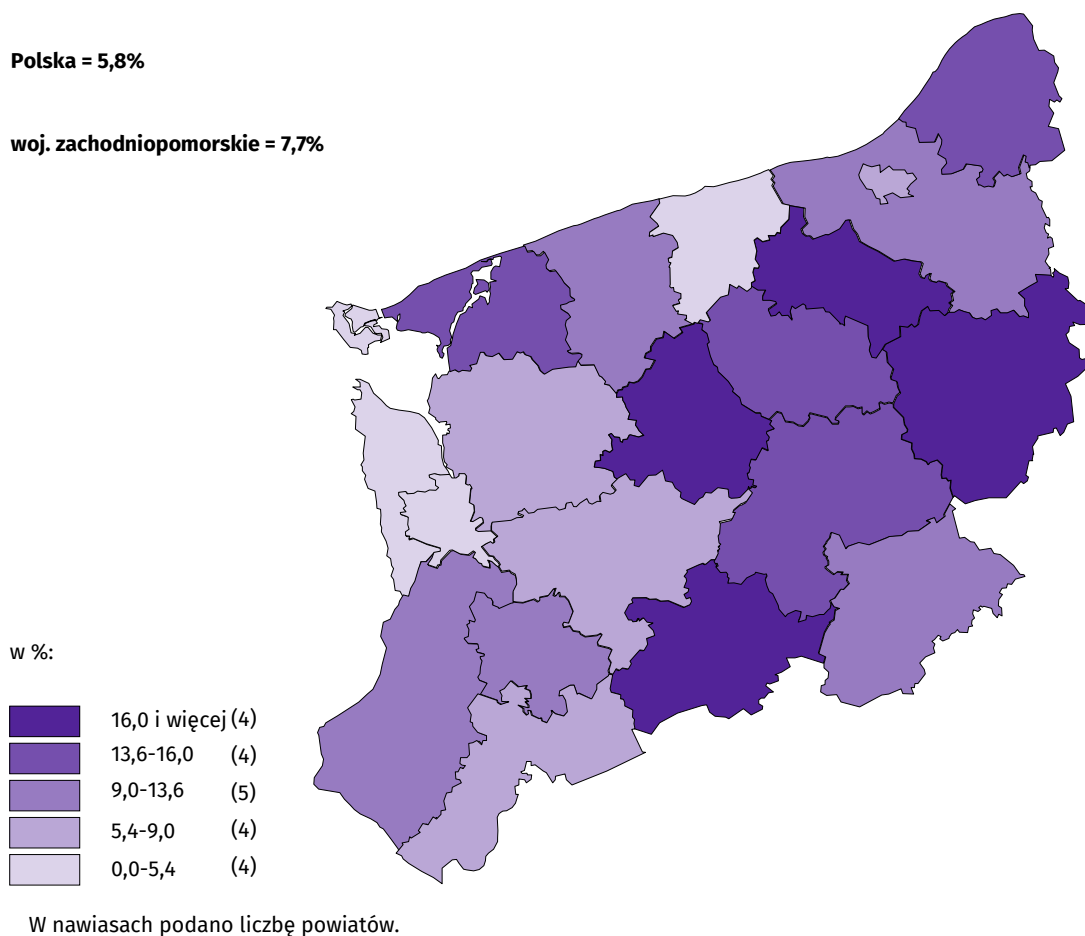 Polska = 5,8%
woj. zachodniopomorskie = 7,7%
w %:
16,0 i więcej (4)
13,6-16,0 (4)
9,0-13,6 (5)
5,4-9,0 (4)
0,0-5,4 (4)
W nawiasach podano liczbę powiatów.